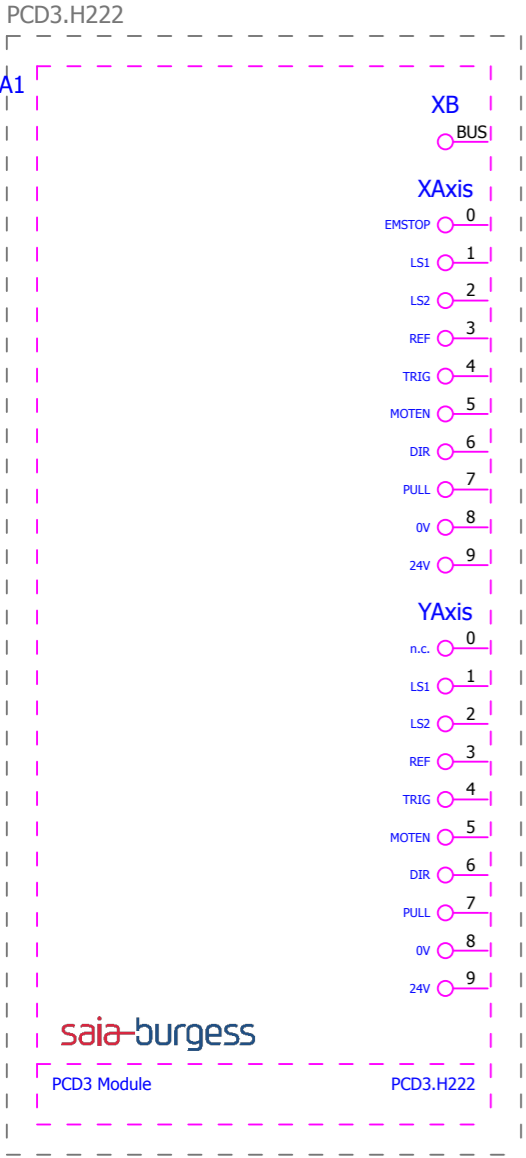 PCD3.H222
A1
XB
BUS
XAxis
EMSTOP 0
LS1 1
LS2 2
REF 3
TRIG 4
MOTEN 5
DIR 6
PULL 7
0V 8
24V 9
YAxis
n.c. 0
LS1 1
LS2 2
REF 3
TRIG 4
MOTEN 5
DIR 6
PULL 7
0V 8
24V 9
saia-burgess
PCD3 Module PCD3.H222